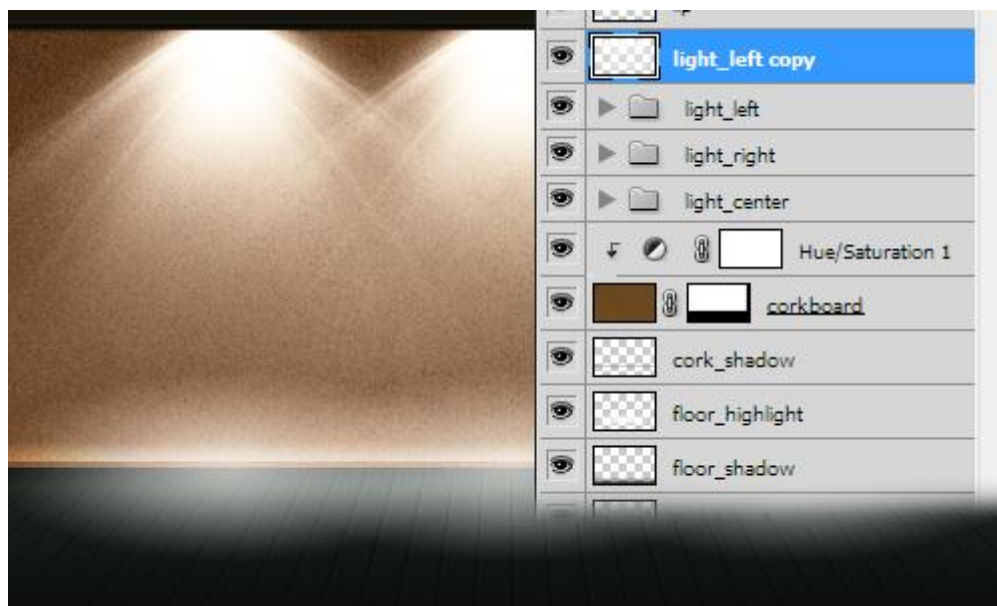 light_left copy
light_left
light_right
light_center
Hue/Saturation 1
corkboard
cork_shadow
floor_highlight
floor_shadow